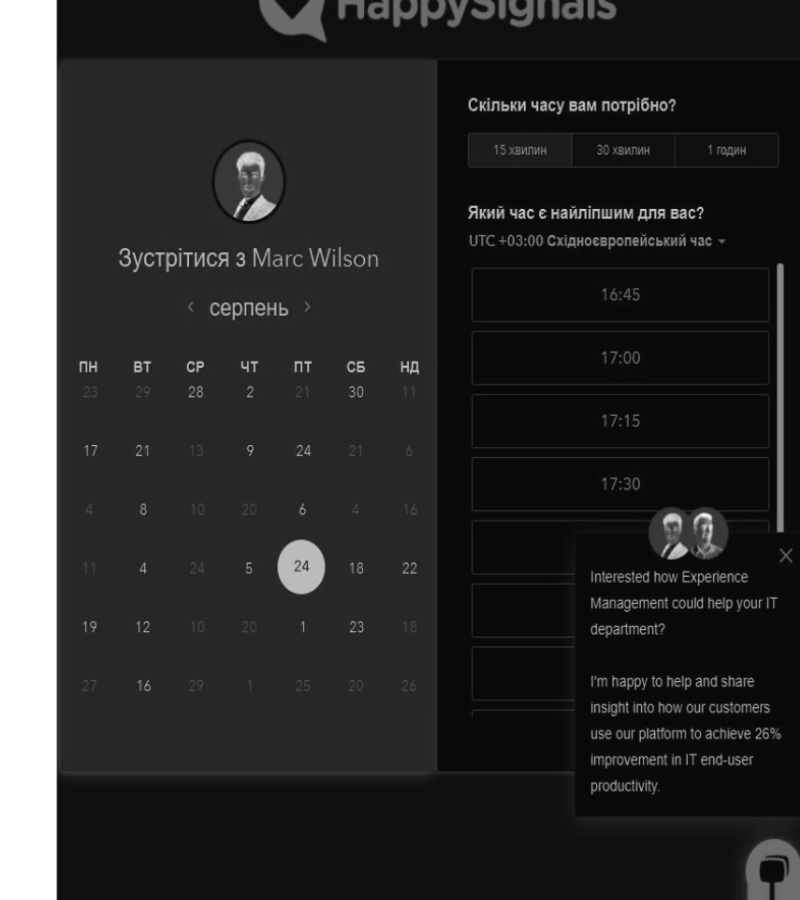 HappySignals
Зустрітися з Marc Wilson
серпень
ПН ВТ СР ЧТ ПТ СБ НД
23 29 28 2 21 30 11
17 21 13 9 24 21 6
4 8 10 20 6 4 16
11 4 24 5 24 18 22
19 12 10 20 1 23 18
27 16 29 1 25 20 26
Скільки часу вам потрібно?
15 хвилин 30 хвилин 1 годин
Який час є найліпшим для вас?
UTC +03:00 Східноєвропейський час
16:45
17:00
17:15
17:30
Interested how Experience
Management could help your IT
department?
I'm happy to help and share
insight into how our customers
use our platform to achieve 26%
improvement in IT end-user
productivity.